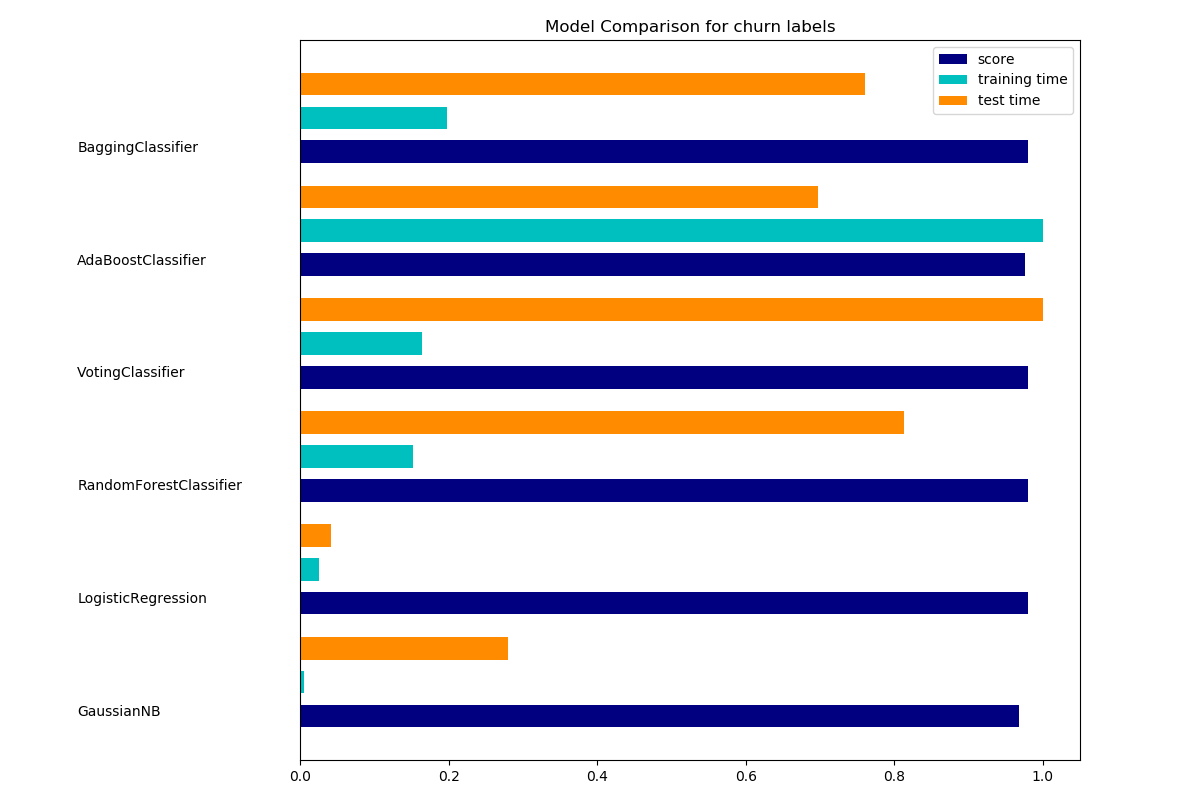 Model Comparison for churn labels
score
training time
test time
BaggingClassifier
AdaBoostClassifier
VotingClassifier
RandomForestClassifier
LogisticRegression
GaussianNB
0.0 0.2 0.4 0.6 0.8 1.0